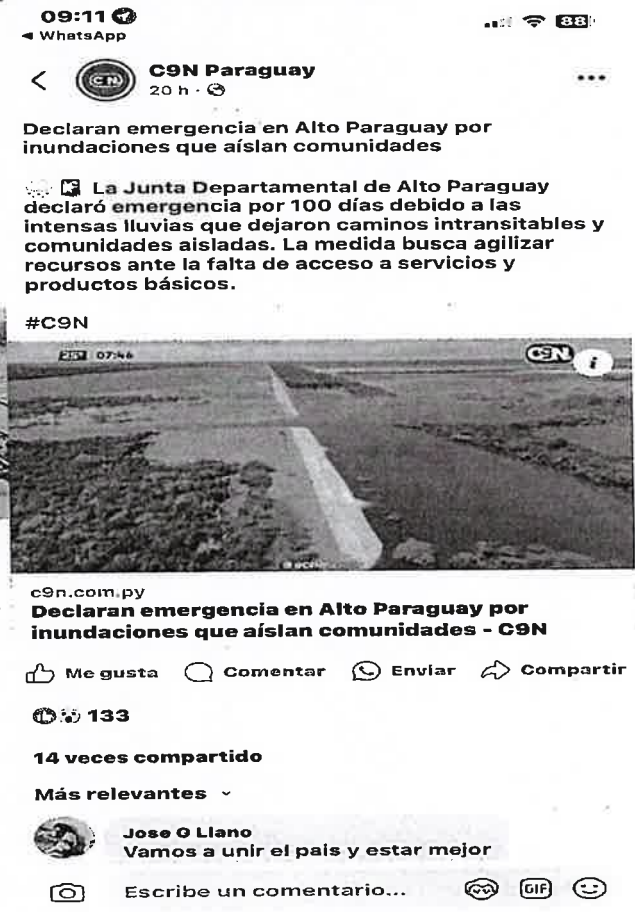 09:11
88
◄ WhatsApp
C9N
C9N Paraguay
20 h ·
Declaran emergencia en Alto Paraguay por
inundaciones que aíslan comunidades
La Junta Departamental de Alto Paraguay
declaró emergencia por 100 días debido a las
intensas lluvias que dejaron caminos intransitables y
comunidades aisladas. La medida busca agilizar
recursos ante la falta de acceso a servicios y
productos básicos.
#C9N
07:46
C9N
i
c9n.com.py
Declaran emergencia en Alto Paraguay por
inundaciones que aíslan comunidades - C9N
Me gusta Comentar Enviar Compartir
133
14 veces compartido
Más relevantes
Jose G Llano
Vamos a unir el pais y estar mejor
Escribe un comentario... GIF